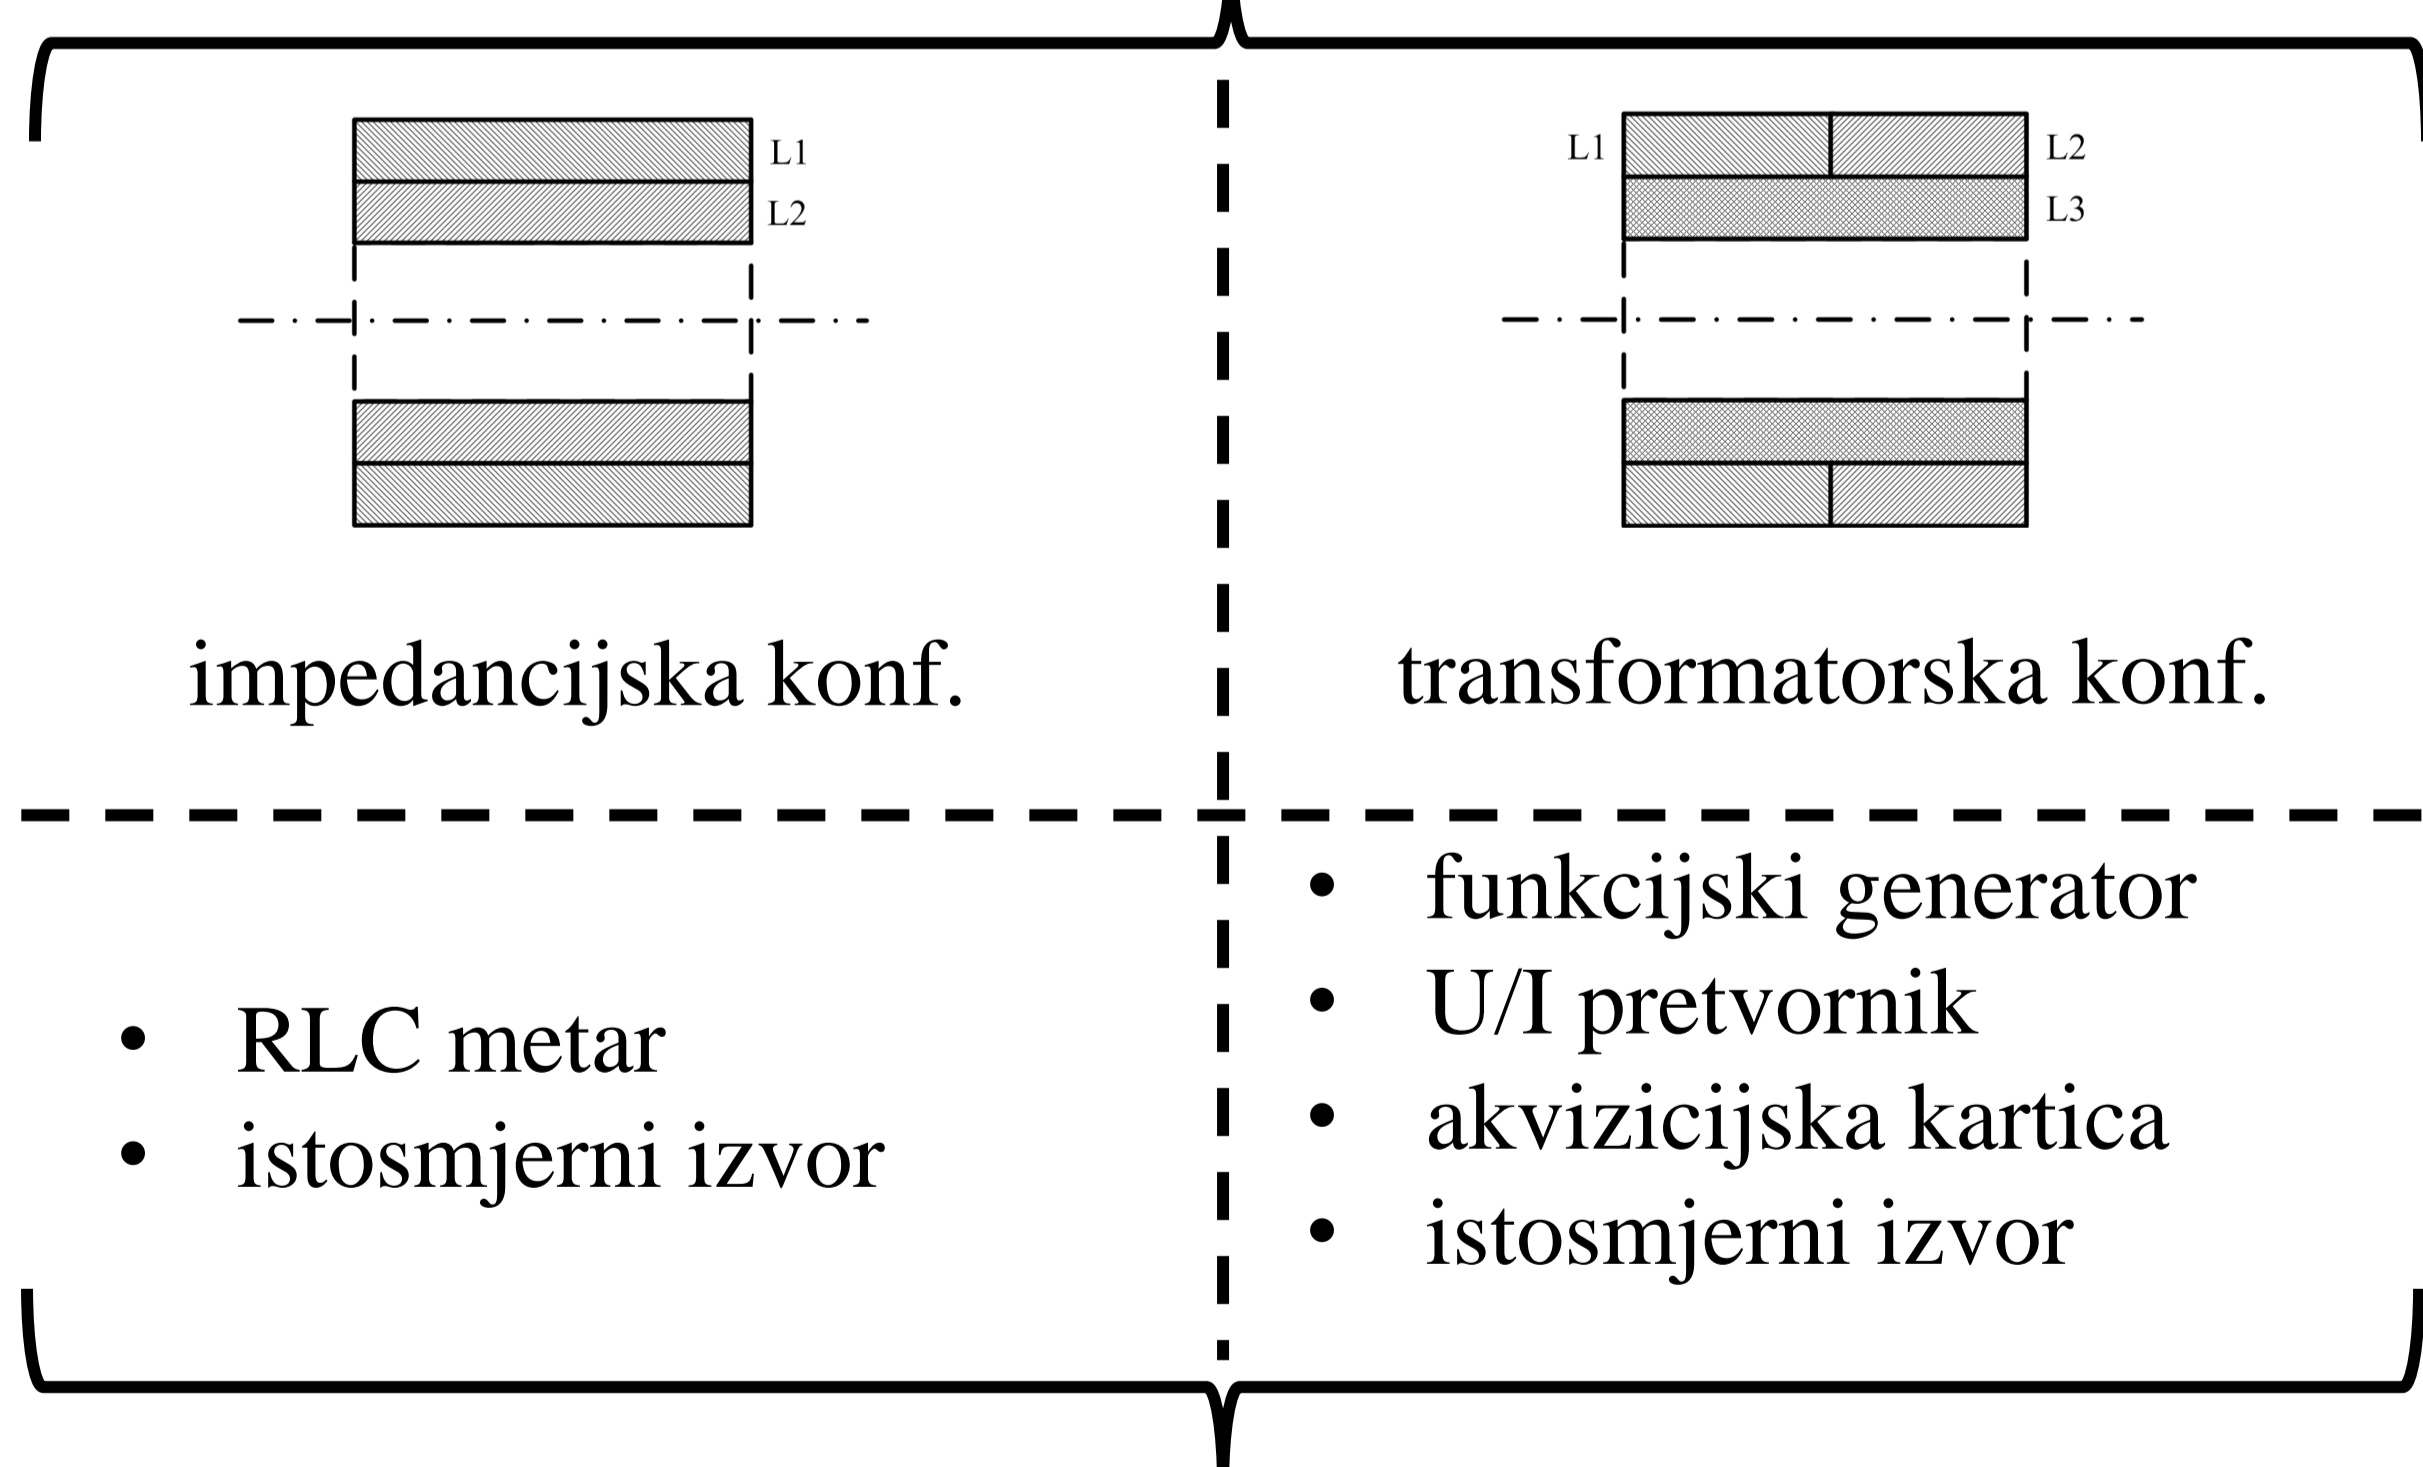 L1
L2
impedancijska konf.
L1
L2
L3
transformatorska konf.
• RLC metar
• istosmjerni izvor
• funkcijski generator
• U/I pretvornik
• akvizicijska kartica
• istosmjerni izvor